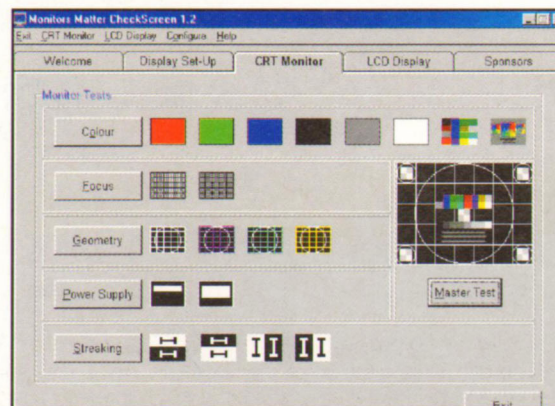 Monitors Matter CheckScreen 1.2
Exit CRT Monitor LCD Display Configure Help
Welcome Display Set-Up CRT Monitor LCD Display Sponsors
Monitor Tests
Colour
Focus
Geometry
Power Supply
Master Test
Streaking
Exit